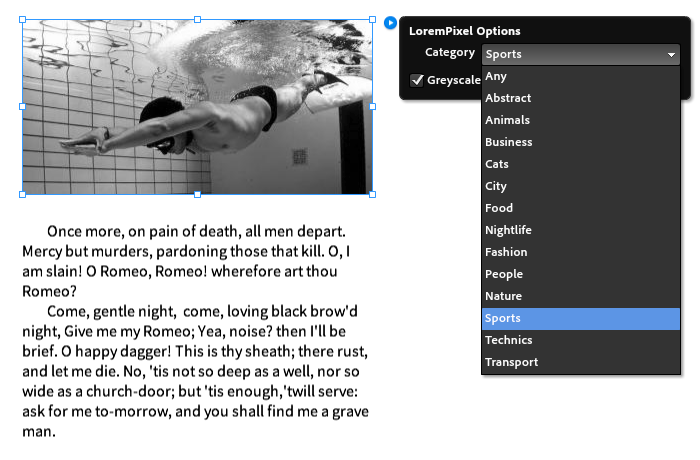 LoremPixel Options
Category Sports
Greyscale
Any
Abstract
Animals
Business
Cats
City
Food
Nightlife
Fashion
People
Nature
Sports
Technics
Transport
Once more, on pain of death, all men depart.
Mercy but murders, pardoning those that kill. O, I
am slain! O Romeo, Romeo! wherefore art thou
Romeo?
Come, gentle night,  come, loving black brow'd
night, Give me my Romeo; Yea, noise? then I'll be
brief. O happy dagger! This is thy sheath; there rust,
and let me die. No, 'tis not so deep as a well, nor so
wide as a church-door; but 'tis enough,'twill serve:
ask for me to-morrow, and you shall find me a grave
man.